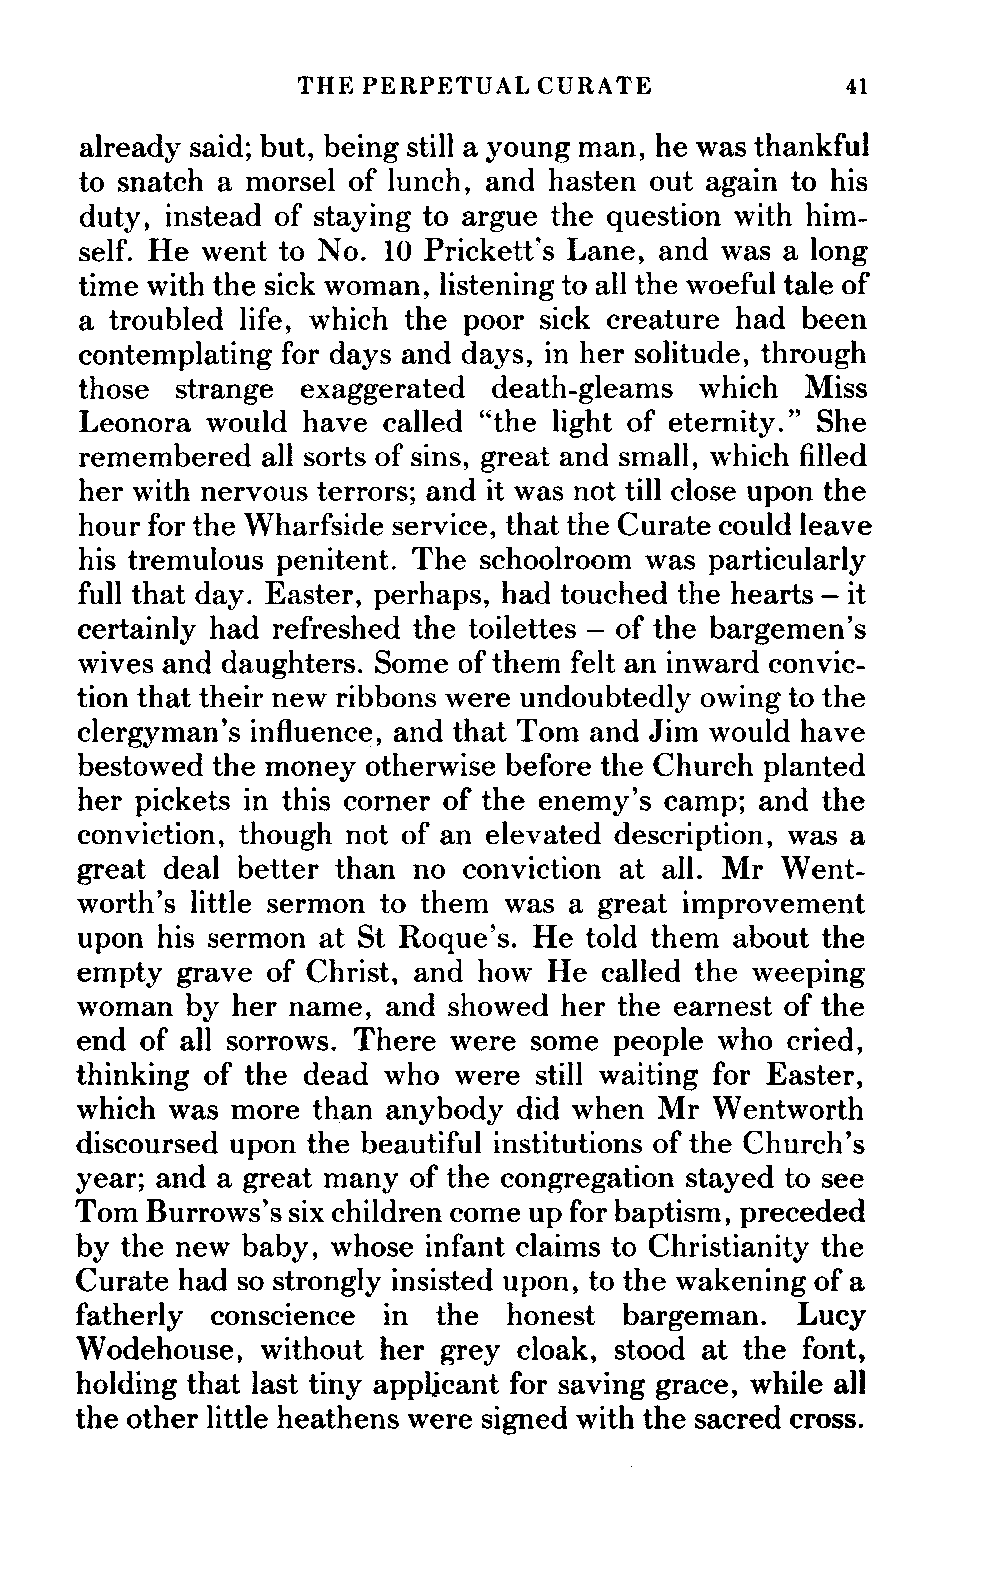 THE PERPETUAL CURATE 41
already said; but, being still a young man, he was thankful
to snatch a morsel of lunch, and hasten out again to his
duty, instead of staying to argue the question with him-
self. He went to No. 10 Prickett's Lane, and was a long
time with the sick woman, listening to all the woeful tale of
a troubled life, which the poor sick creature had been
contemplating for days and days, in her solitude, through
those strange exaggerated death-gleams which Miss
Leonora would have called “the light of eternity.” She
remembered all sorts of sins, great and small, which filled
her with nervous terrors; and it was not till close upon the
hour for the Wharfside service, that the Curate could leave
his tremulous penitent. The schoolroom was particularly
full that day. Easter, perhaps, had touched the hearts – it
certainly had refreshed the toilettes – of the bargemen's
wives and daughters. Some of them felt an inward convic-
tion that their new ribbons were undoubtedly owing to the
clergyman's influence, and that Tom and Jim would have
bestowed the money otherwise before the Church planted
her pickets in this corner of the enemy's camp; and the
conviction, though not of an elevated description, was a
great deal better than no conviction at all. Mr Went-
worth's little sermon to them was a great improvement
upon his sermon at St Roque's. He told them about the
empty grave of Christ, and how He called the weeping
woman by her name, and showed her the earnest of the
end of all sorrows. There were some people who cried,
thinking of the dead who were still waiting for Easter,
which was more than anybody did when Mr Wentworth
discoursed upon the beautiful institutions of the Church's
year; and a great many of the congregation stayed to see
Tom Burrows's six children come up for baptism, preceded
by the new baby, whose infant claims to Christianity the
Curate had so strongly insisted upon, to the wakening of a
fatherly conscience in the honest bargeman. Lucy
Wodehouse, without her grey cloak, stood at the font,
holding that last tiny applicant for saving grace, while all
the other little heathens were signed with the sacred cross.